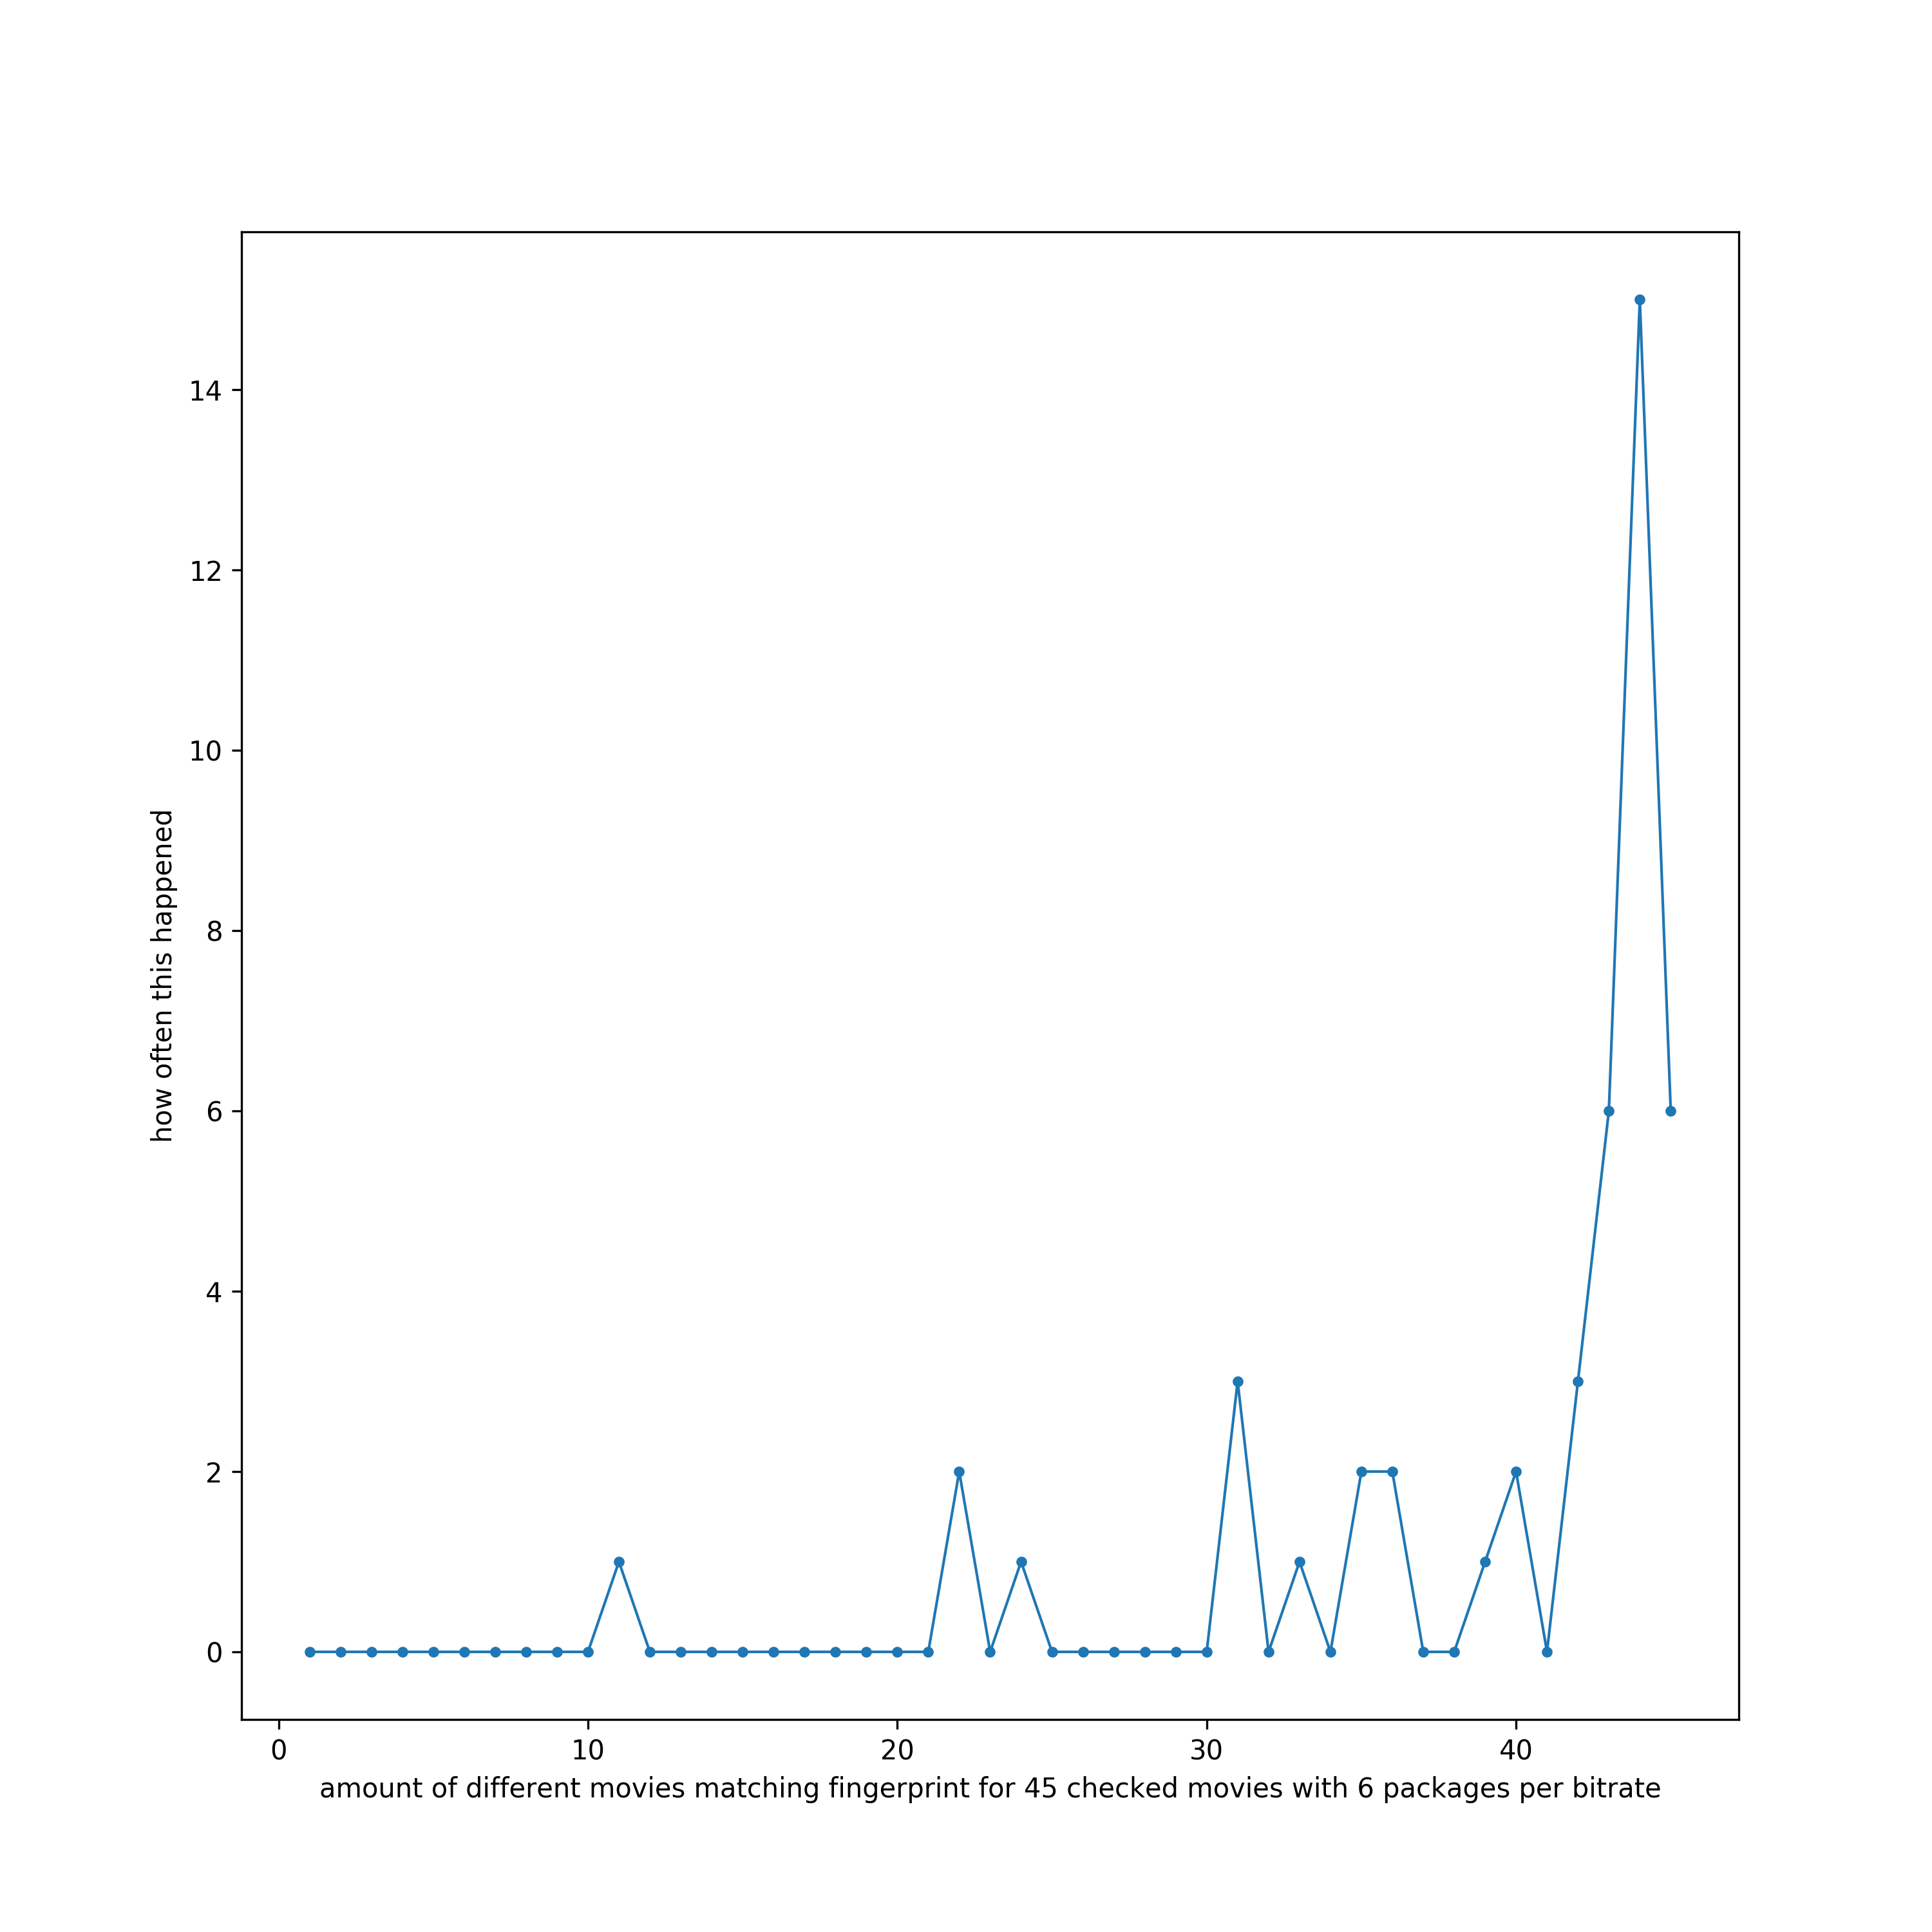 14
12
10
8
6
4
2
0
how often this happened
0 10 20 30 40
amount of different movies matching fingerprint for 45 checked movies with 6 packages per bitrate